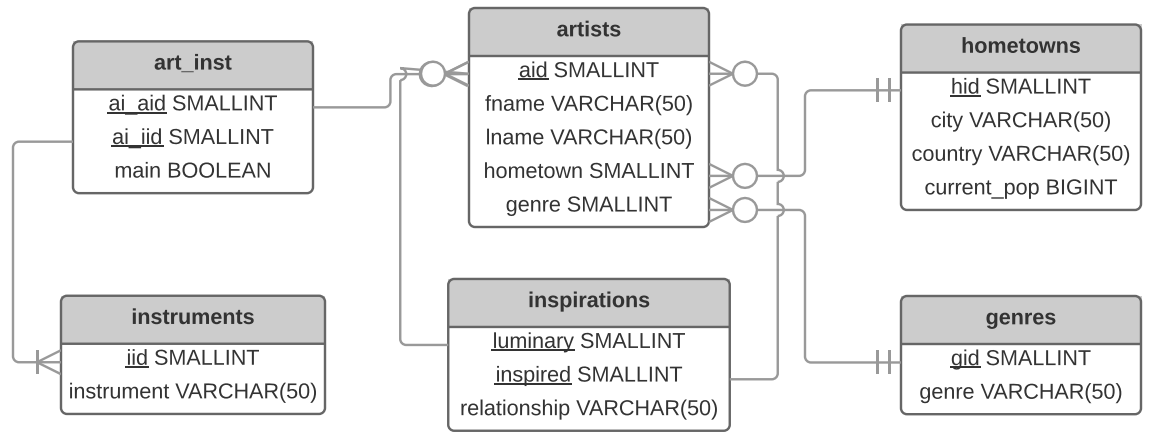 art_inst
ai_aid SMALLINT
ai_iid SMALLINT
main BOOLEAN
artists
aid SMALLINT
fname VARCHAR(50)
lname VARCHAR(50)
hometown SMALLINT
genre SMALLINT
hometowns
hid SMALLINT
city VARCHAR(50)
country VARCHAR(50)
current_pop BIGINT
instruments
iid SMALLINT
instrument VARCHAR(50)
inspirations
luminary SMALLINT
inspired SMALLINT
relationship VARCHAR(50)
genres
gid SMALLINT
genre VARCHAR(50)